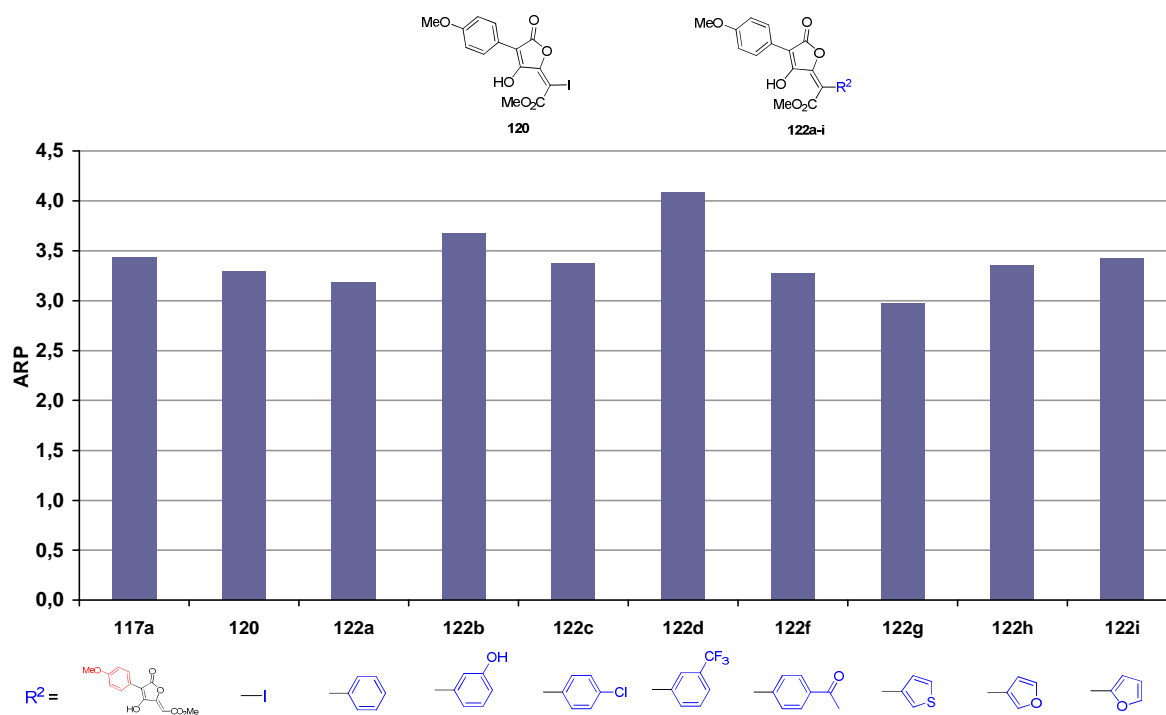 MeO
O
O
HO
I
MeO₂C
120
MeO
O
O
HO
R²
MeO₂C
122a-i
ARP
4,5
4,0
3,5
3,0
2,5
2,0
1,5
1,0
0,5
0,0
117a 120 122a 122b 122c 122d 122f 122g 122h 122i
R² =
MeO
O
O
HO
CO₂Me
I
OH
Cl
CF₃
O
S
O
O